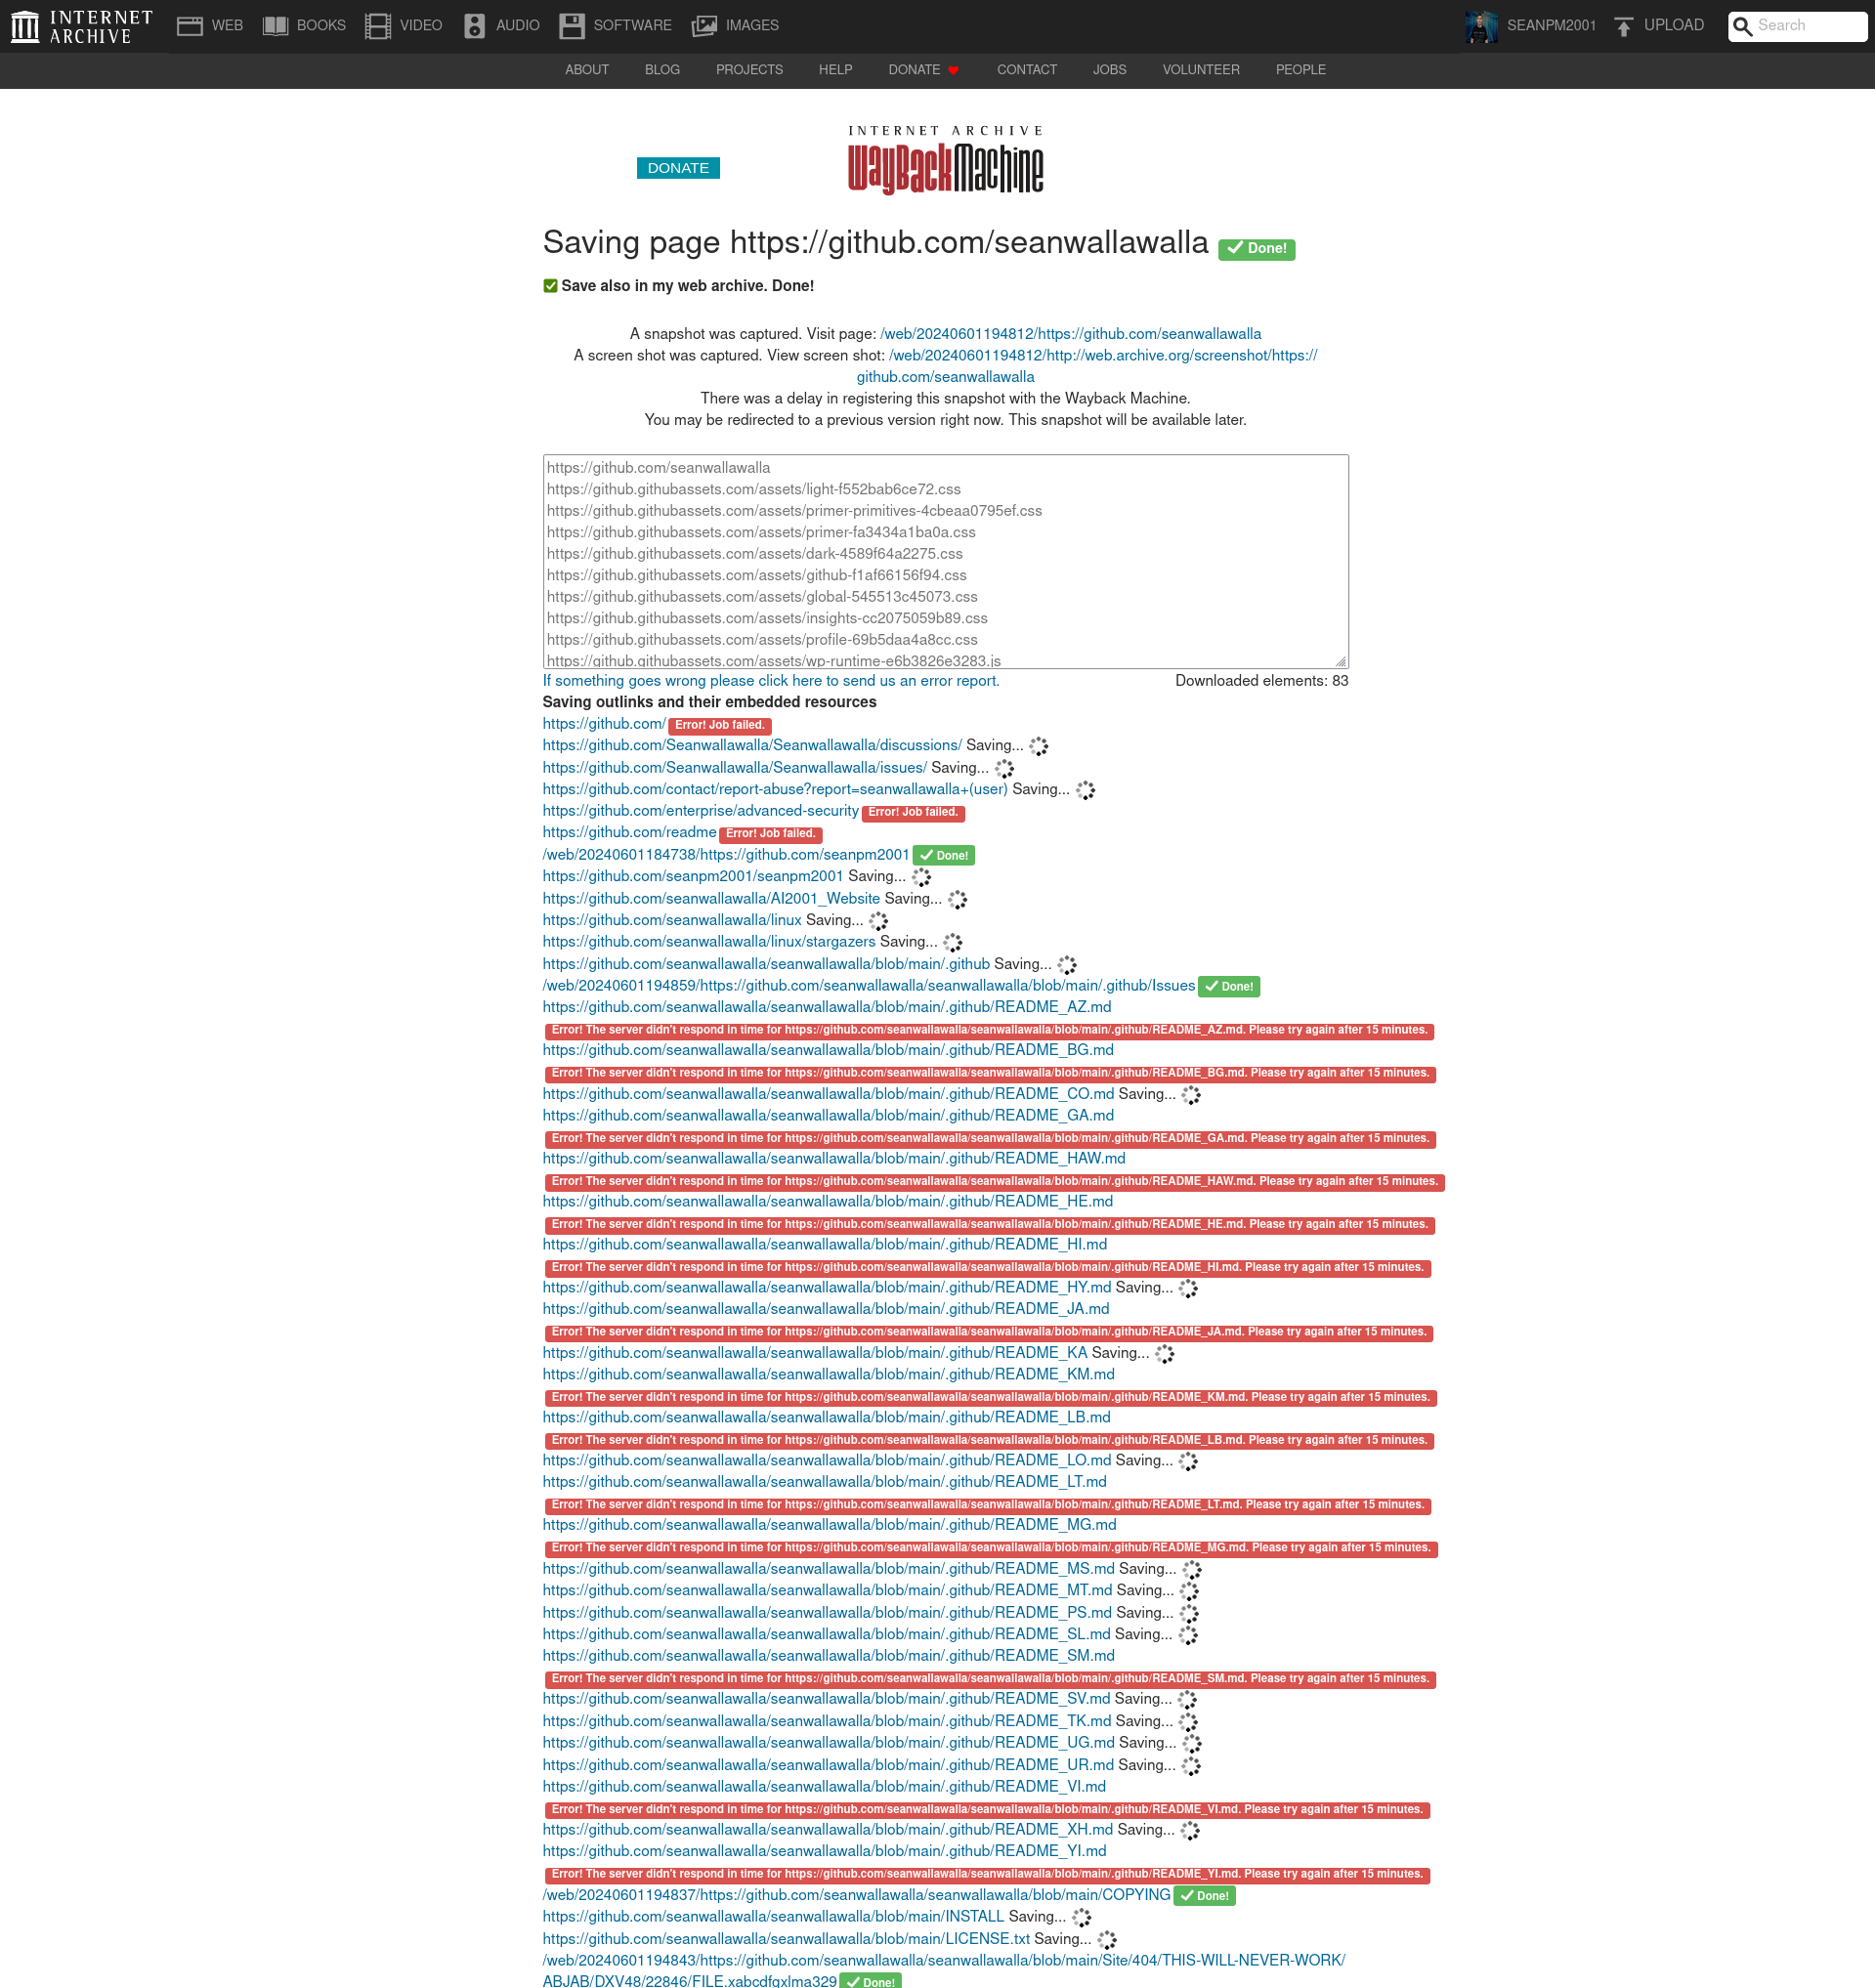 INTERNET ARCHIVE
WEB BOOKS VIDEO AUDIO SOFTWARE IMAGES SEANPM2001 UPLOAD Search
ABOUT BLOG PROJECTS HELP DONATE CONTACT JOBS VOLUNTEER PEOPLE
INTERNET ARCHIVE
DONATE WayBackMachine
Saving page https://github.com/seanwallawalla Done!
Save also in my web archive. Done!
A snapshot was captured. Visit page: /web/20240601194812/https://github.com/seanwallawalla
A screen shot was captured. View screen shot: /web/20240601194812/http://web.archive.org/screenshot/https://
github.com/seanwallawalla
There was a delay in registering this snapshot with the Wayback Machine.
You may be redirected to a previous version right now. This snapshot will be available later.
https://github.com/seanwallawalla
https://github.githubassets.com/assets/light-f552bab6ce72.css
https://github.githubassets.com/assets/primer-primitives-4cbeaa0795ef.css
https://github.githubassets.com/assets/primer-fa3434a1ba0a.css
https://github.githubassets.com/assets/dark-4589f64a2275.css
https://github.githubassets.com/assets/github-f1af66156f94.css
https://github.githubassets.com/assets/global-545513c45073.css
https://github.githubassets.com/assets/insights-cc2075059b89.css
https://github.githubassets.com/assets/profile-69b5daa4a8cc.css
https://github.githubassets.com/assets/wp-runtime-e6b3826e3283.js
If something goes wrong please click here to send us an error report. Downloaded elements: 83
Saving outlinks and their embedded resources
https://github.com/ Error! Job failed.
https://github.com/Seanwallawalla/Seanwallawalla/discussions/ Saving...
https://github.com/Seanwallawalla/Seanwallawalla/issues/ Saving...
https://github.com/contact/report-abuse?report=seanwallawalla+(user) Saving...
https://github.com/enterprise/advanced-security Error! Job failed.
https://github.com/readme Error! Job failed.
/web/20240601184738/https://github.com/seanpm2001 Done!
https://github.com/seanpm2001/seanpm2001 Saving...
https://github.com/seanwallawalla/AI2001_Website Saving...
https://github.com/seanwallawalla/linux Saving...
https://github.com/seanwallawalla/linux/stargazers Saving...
https://github.com/seanwallawalla/seanwallawalla/blob/main/.github Saving...
/web/20240601194859/https://github.com/seanwallawalla/seanwallawalla/blob/main/.github/Issues Done!
https://github.com/seanwallawalla/seanwallawalla/blob/main/.github/README_AZ.md
Error! The server didn't respond in time for https://github.com/seanwallawalla/seanwallawalla/blob/main/.github/README_AZ.md. Please try again after 15 minutes.
https://github.com/seanwallawalla/seanwallawalla/blob/main/.github/README_BG.md
Error! The server didn't respond in time for https://github.com/seanwallawalla/seanwallawalla/blob/main/.github/README_BG.md. Please try again after 15 minutes.
https://github.com/seanwallawalla/seanwallawalla/blob/main/.github/README_CO.md Saving...
https://github.com/seanwallawalla/seanwallawalla/blob/main/.github/README_GA.md
Error! The server didn't respond in time for https://github.com/seanwallawalla/seanwallawalla/blob/main/.github/README_GA.md. Please try again after 15 minutes.
https://github.com/seanwallawalla/seanwallawalla/blob/main/.github/README_HAW.md
Error! The server didn't respond in time for https://github.com/seanwallawalla/seanwallawalla/blob/main/.github/README_HAW.md. Please try again after 15 minutes.
https://github.com/seanwallawalla/seanwallawalla/blob/main/.github/README_HE.md
Error! The server didn't respond in time for https://github.com/seanwallawalla/seanwallawalla/blob/main/.github/README_HE.md. Please try again after 15 minutes.
https://github.com/seanwallawalla/seanwallawalla/blob/main/.github/README_HI.md
Error! The server didn't respond in time for https://github.com/seanwallawalla/seanwallawalla/blob/main/.github/README_HI.md. Please try again after 15 minutes.
https://github.com/seanwallawalla/seanwallawalla/blob/main/.github/README_HY.md Saving...
https://github.com/seanwallawalla/seanwallawalla/blob/main/.github/README_JA.md
Error! The server didn't respond in time for https://github.com/seanwallawalla/seanwallawalla/blob/main/.github/README_JA.md. Please try again after 15 minutes.
https://github.com/seanwallawalla/seanwallawalla/blob/main/.github/README_KA Saving...
https://github.com/seanwallawalla/seanwallawalla/blob/main/.github/README_KM.md
Error! The server didn't respond in time for https://github.com/seanwallawalla/seanwallawalla/blob/main/.github/README_KM.md. Please try again after 15 minutes.
https://github.com/seanwallawalla/seanwallawalla/blob/main/.github/README_LB.md
Error! The server didn't respond in time for https://github.com/seanwallawalla/seanwallawalla/blob/main/.github/README_LB.md. Please try again after 15 minutes.
https://github.com/seanwallawalla/seanwallawalla/blob/main/.github/README_LO.md Saving...
https://github.com/seanwallawalla/seanwallawalla/blob/main/.github/README_LT.md
Error! The server didn't respond in time for https://github.com/seanwallawalla/seanwallawalla/blob/main/.github/README_LT.md. Please try again after 15 minutes.
https://github.com/seanwallawalla/seanwallawalla/blob/main/.github/README_MG.md
Error! The server didn't respond in time for https://github.com/seanwallawalla/seanwallawalla/blob/main/.github/README_MG.md. Please try again after 15 minutes.
https://github.com/seanwallawalla/seanwallawalla/blob/main/.github/README_MS.md Saving...
https://github.com/seanwallawalla/seanwallawalla/blob/main/.github/README_MT.md Saving...
https://github.com/seanwallawalla/seanwallawalla/blob/main/.github/README_PS.md Saving...
https://github.com/seanwallawalla/seanwallawalla/blob/main/.github/README_SL.md Saving...
https://github.com/seanwallawalla/seanwallawalla/blob/main/.github/README_SM.md
Error! The server didn't respond in time for https://github.com/seanwallawalla/seanwallawalla/blob/main/.github/README_SM.md. Please try again after 15 minutes.
https://github.com/seanwallawalla/seanwallawalla/blob/main/.github/README_SV.md Saving...
https://github.com/seanwallawalla/seanwallawalla/blob/main/.github/README_TK.md Saving...
https://github.com/seanwallawalla/seanwallawalla/blob/main/.github/README_UG.md Saving...
https://github.com/seanwallawalla/seanwallawalla/blob/main/.github/README_UR.md Saving...
https://github.com/seanwallawalla/seanwallawalla/blob/main/.github/README_VI.md
Error! The server didn't respond in time for https://github.com/seanwallawalla/seanwallawalla/blob/main/.github/README_VI.md. Please try again after 15 minutes.
https://github.com/seanwallawalla/seanwallawalla/blob/main/.github/README_XH.md Saving...
https://github.com/seanwallawalla/seanwallawalla/blob/main/.github/README_YI.md
Error! The server didn't respond in time for https://github.com/seanwallawalla/seanwallawalla/blob/main/.github/README_YI.md. Please try again after 15 minutes.
/web/20240601194837/https://github.com/seanwallawalla/seanwallawalla/blob/main/COPYING Done!
https://github.com/seanwallawalla/seanwallawalla/blob/main/INSTALL Saving...
https://github.com/seanwallawalla/seanwallawalla/blob/main/LICENSE.txt Saving...
/web/20240601194843/https://github.com/seanwallawalla/seanwallawalla/blob/main/Site/404/THIS-WILL-NEVER-WORK/
ABJAB/DXV48/22846/FILE.xabcdfgxlma329 Done!